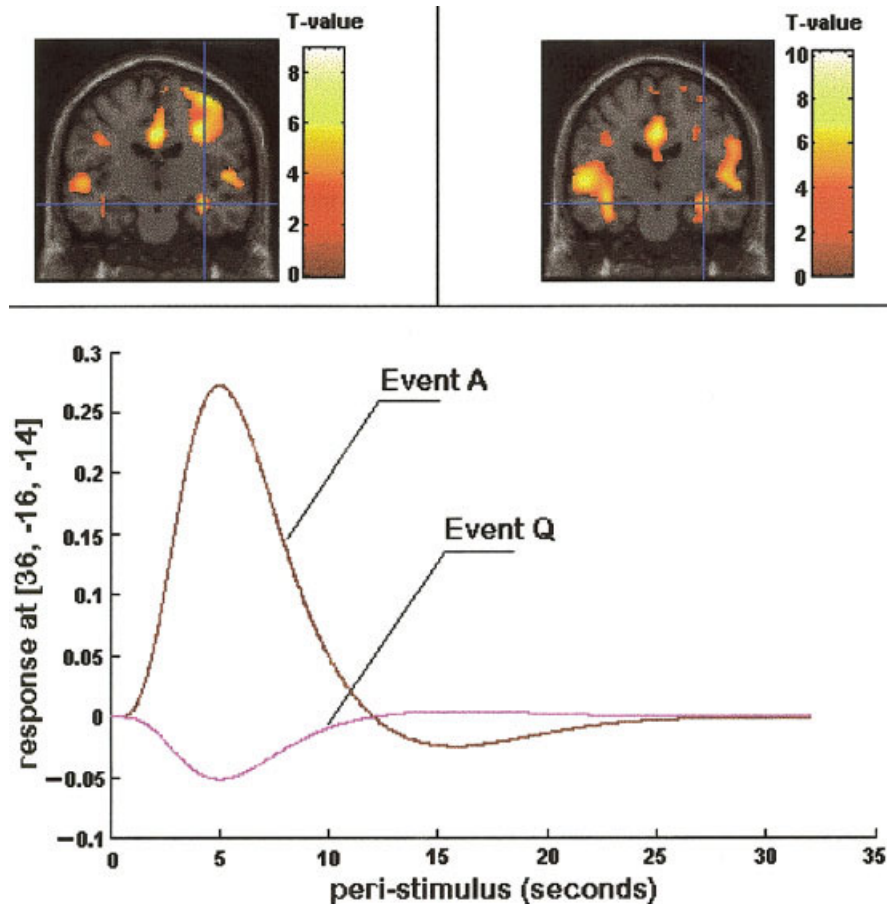 T-value
8
6
4
2
0
T-value
10
8
6
4
2
0
0.3
0.25
0.2
0.15
0.1
0.05
0
−0.05
−0.1
response at [36, -16, -14]
Event A
Event Q
0 5 10 15 20 25 30 35
peri-stimulus (seconds)